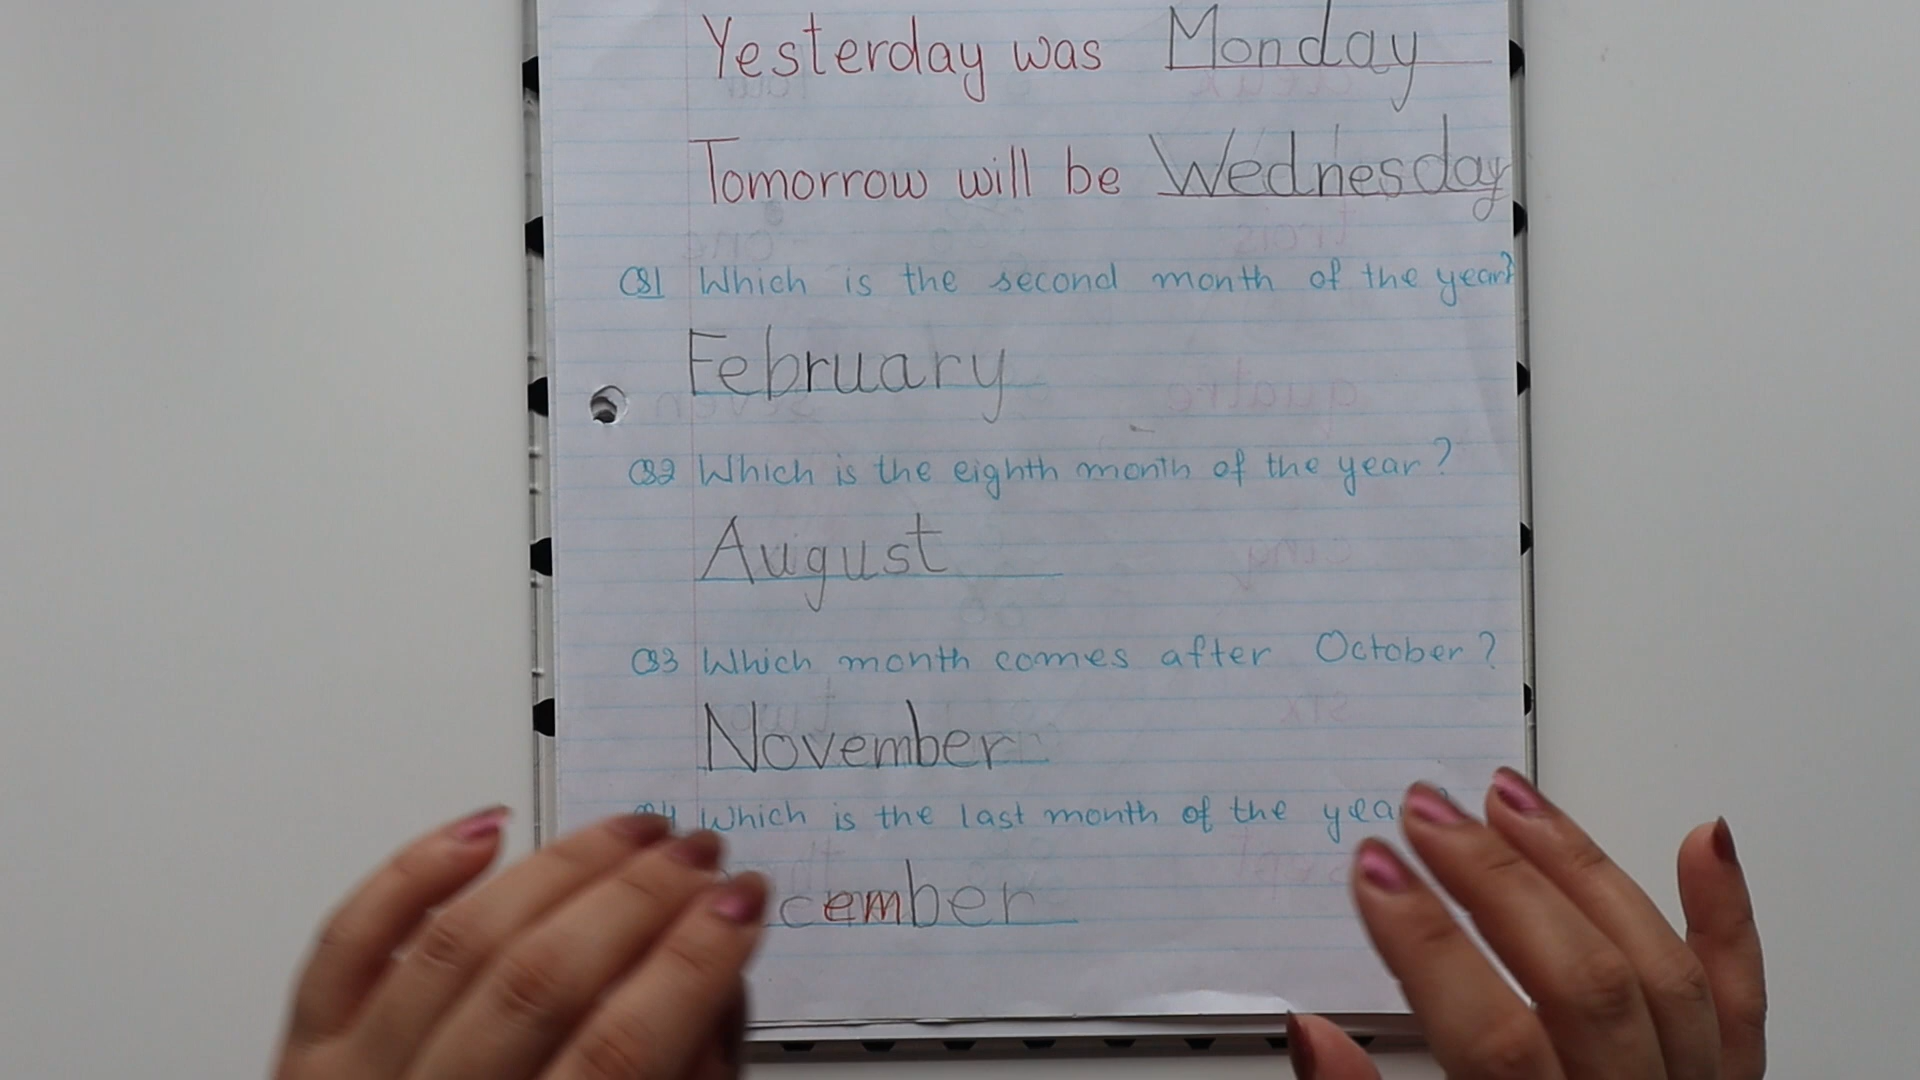 Yesterday was Monday
Tomorrow will be Wednesday
Q1 Which is the second month of the year?
February
Q2 Which is the eighth month of the year?
August
Q3 Which month comes after October?
November
Q4 Which is the last month of the year?
cember